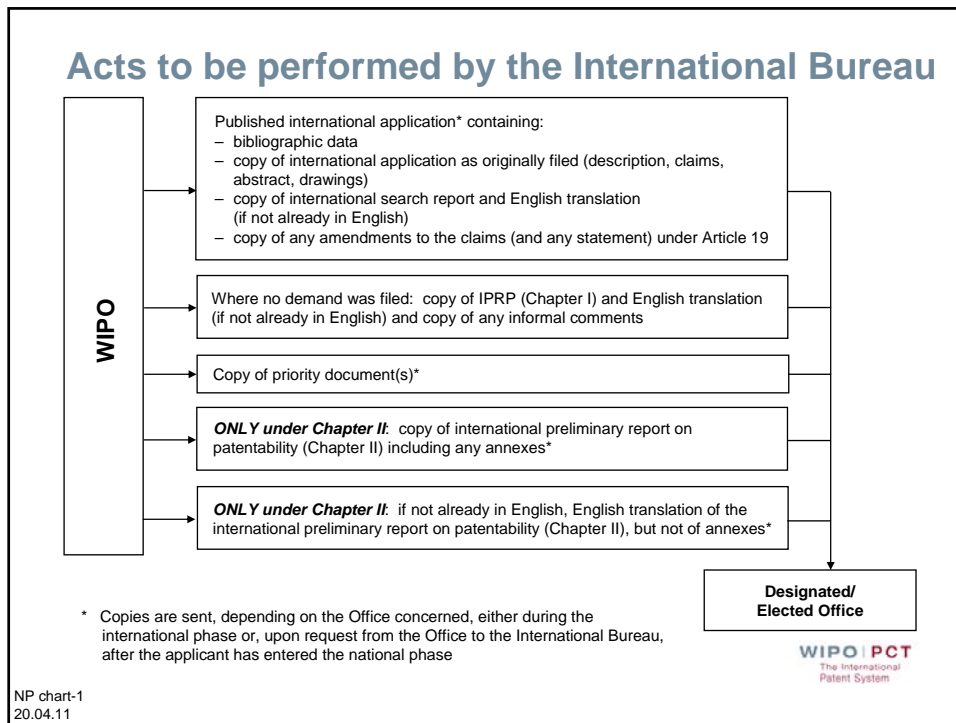 Acts to be performed by the International Bureau
WIPO
Published international application* containing:
– bibliographic data
– copy of international application as originally filed (description, claims,
abstract, drawings)
– copy of international search report and English translation
(if not already in English)
– copy of any amendments to the claims (and any statement) under Article 19
Where no demand was filed: copy of IPRP (Chapter I) and English translation
(if not already in English) and copy of any informal comments
Copy of priority document(s)*
ONLY under Chapter II: copy of international preliminary report on
patentability (Chapter II) including any annexes*
ONLY under Chapter II: if not already in English, English translation of the
international preliminary report on patentability (Chapter II), but not of annexes*
Designated/
Elected Office
* Copies are sent, depending on the Office concerned, either during the
international phase or, upon request from the Office to the International Bureau,
after the applicant has entered the national phase
WIPO | PCT
The International
Patent System
NP chart-1
20.04.11